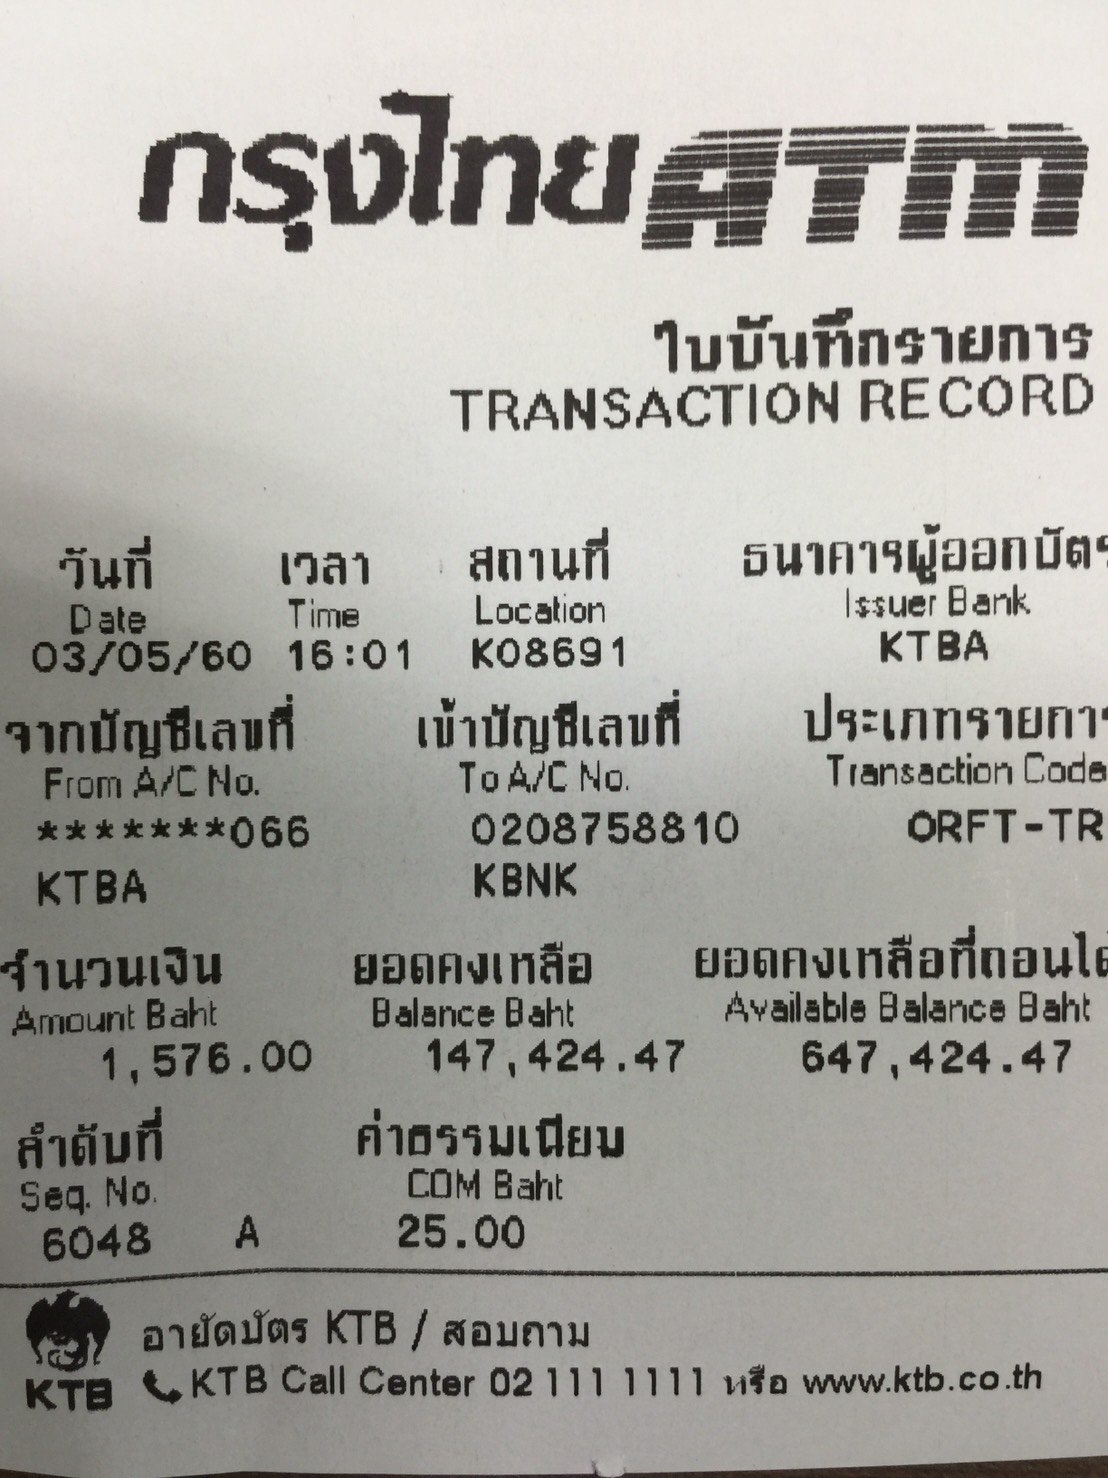 กรุงไทย ATM
ใบบันทึกรายการ
TRANSACTION RECORD
วันที่ เวลา สถานที่ ธนาคารผู้ออกบัตร
Date Time Location Issuer Bank
03/05/60 16:01 K08691 KTBA
จากบัญชีเลขที่ เข้าบัญชีเลขที่ ประเภทรายการ
From A/C No. To A/C No. Transaction Code
*******066 0208758810 ORFT-TR
KTBA KBNK
จำนวนเงิน ยอดคงเหลือ ยอดคงเหลือที่ถอนได้
Amount Baht Balance Baht Available Balance Baht
1,576.00 147,424.47 647,424.47
ลำดับที่ ค่าธรรมเนียม
Seq. No. COM Baht
6048 A 25.00
อายัดบัตร KTB / สอบถาม
KTB KTB Call Center 02 111 1111 หรือ www.ktb.co.th